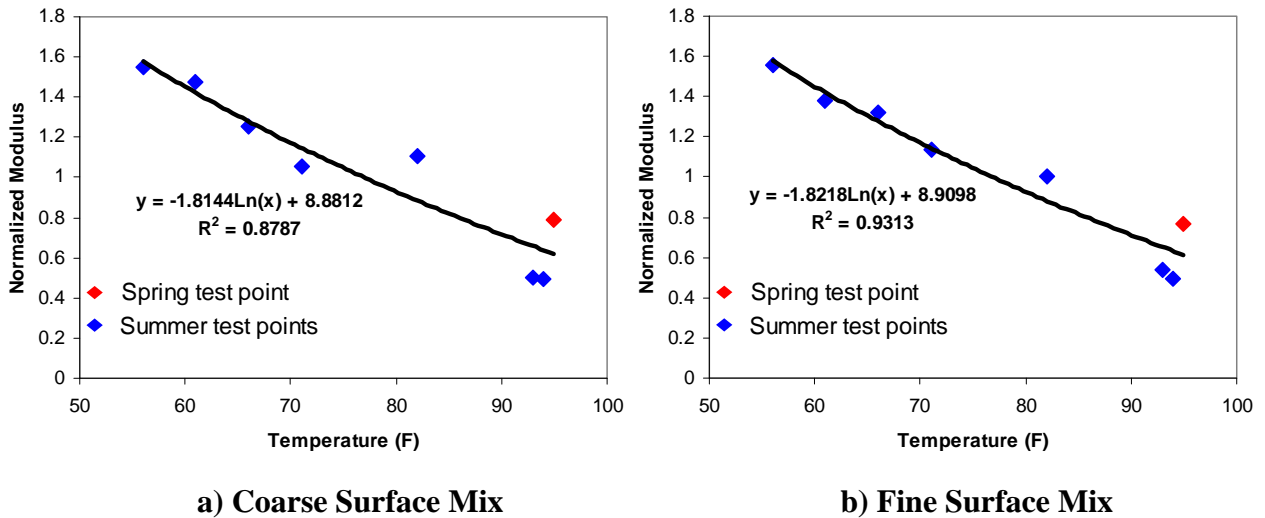 1.8
1.6
1.4
1.2
1
0.8
0.6
0.4
0.2
0
Normalized Modulus
y = -1.8144Ln(x) + 8.8812
R² = 0.8787
Spring test point
Summer test points
50 60 70 80 90 100
Temperature (F)
a) Coarse Surface Mix
1.8
1.6
1.4
1.2
1
0.8
0.6
0.4
0.2
0
Normalized Modulus
y = -1.8218Ln(x) + 8.9098
R² = 0.9313
Spring test point
Summer test points
50 60 70 80 90 100
Temperature (F)
b) Fine Surface Mix